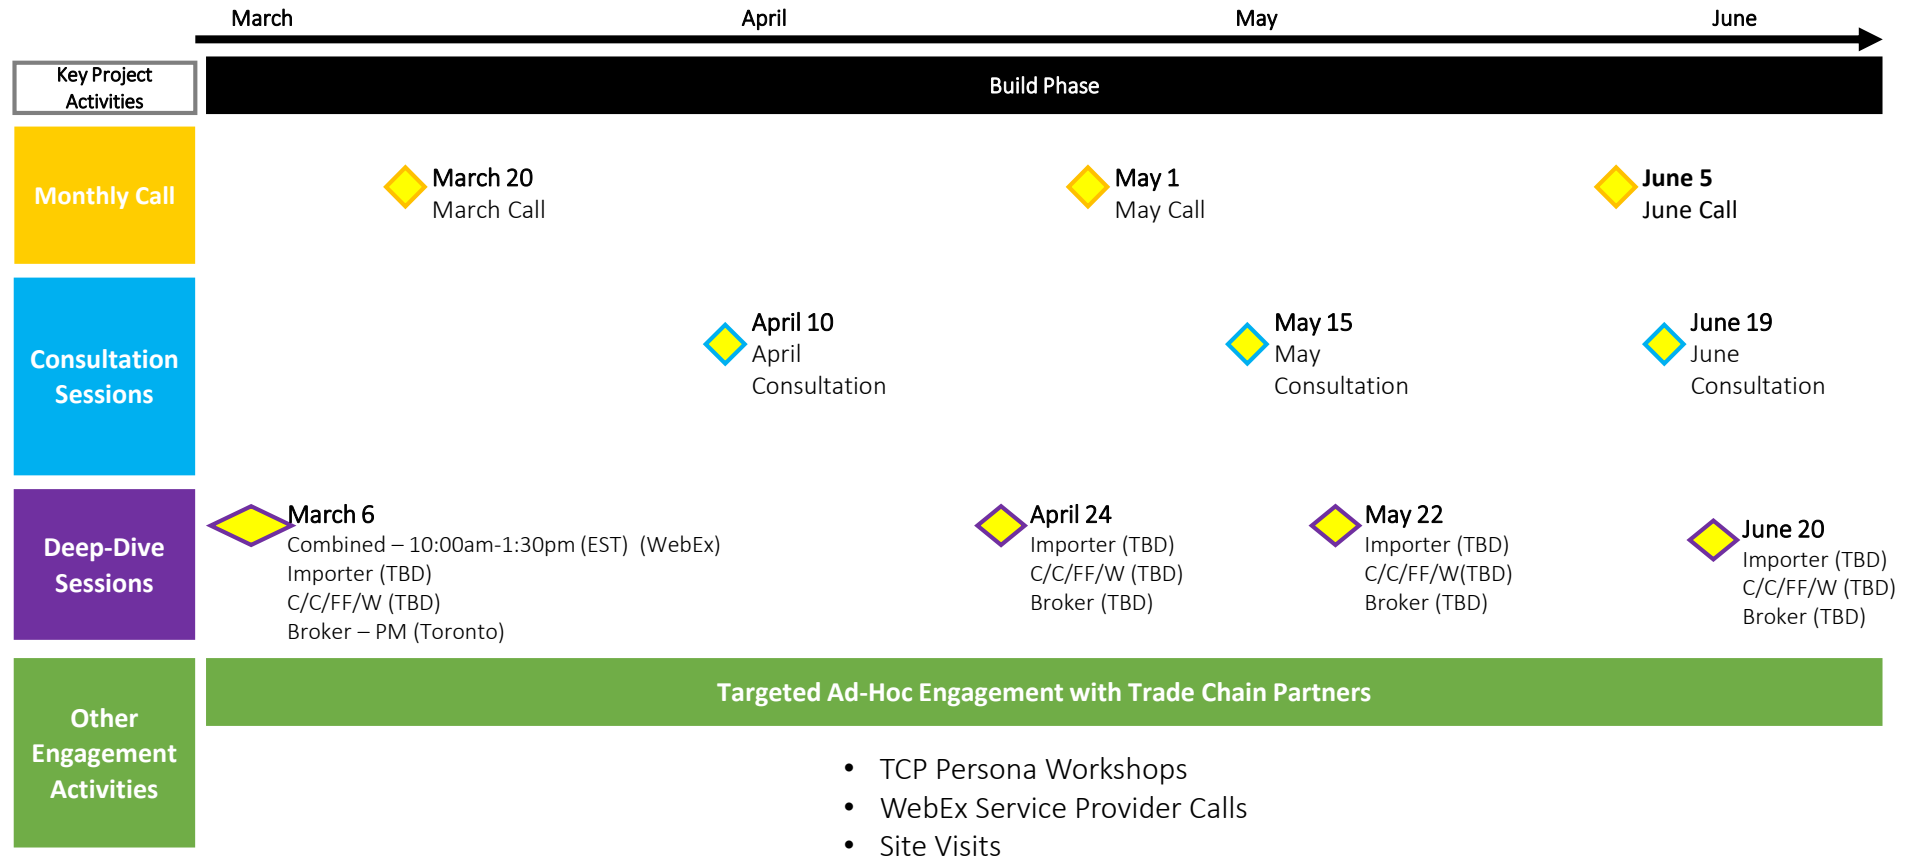 March April May June
Key Project
Activities
Build Phase
Monthly Call
March 20
March Call
May 1
May Call
June 5
June Call
Consultation
Sessions
April 10
April
Consultation
May 15
May
Consultation
June 19
June
Consultation
Deep-Dive
Sessions
March 6
Combined – 10:00am-1:30pm (EST) (WebEx)
Importer (TBD)
C/C/FF/W (TBD)
Broker – PM (Toronto)
April 24
Importer (TBD)
C/C/FF/W (TBD)
Broker (TBD)
May 22
Importer (TBD)
C/C/FF/W(TBD)
Broker (TBD)
June 20
Importer (TBD)
C/C/FF/W (TBD)
Broker (TBD)
Other
Engagement
Activities
Targeted Ad-Hoc Engagement with Trade Chain Partners
• TCP Persona Workshops
• WebEx Service Provider Calls
• Site Visits